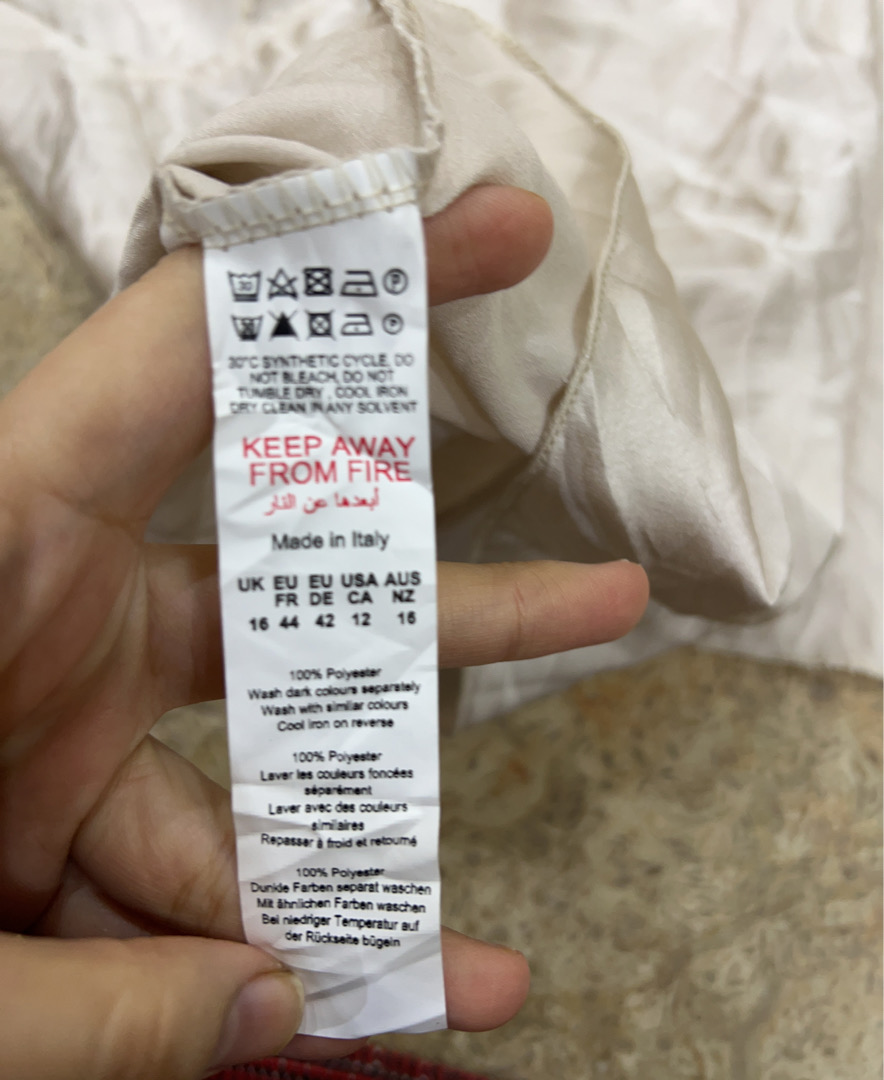 30°C SYNTHETIC CYCLE, DO
NOT BLEACH, DO NOT
TUMBLE DRY , COOL IRON
DRY CLEAN IN ANY SOLVENT
KEEP AWAY
FROM FIRE
أبعدها عن النار
Made in Italy
UK EU EU USA AUS
FR DE CA NZ
16 44 42 12 16
100% Polyester
Wash dark colours separately
Wash with similar colours
Cool iron on reverse
100% Polyester
Laver les couleurs foncées
séparément
Laver avec des couleurs
similaires
Repasser à froid et retourné
100% Polyester
Dunkle Farben separat waschen
Mit ähnlichen Farben waschen
Bei niedriger Temperatur auf
der Rückseite bügeln